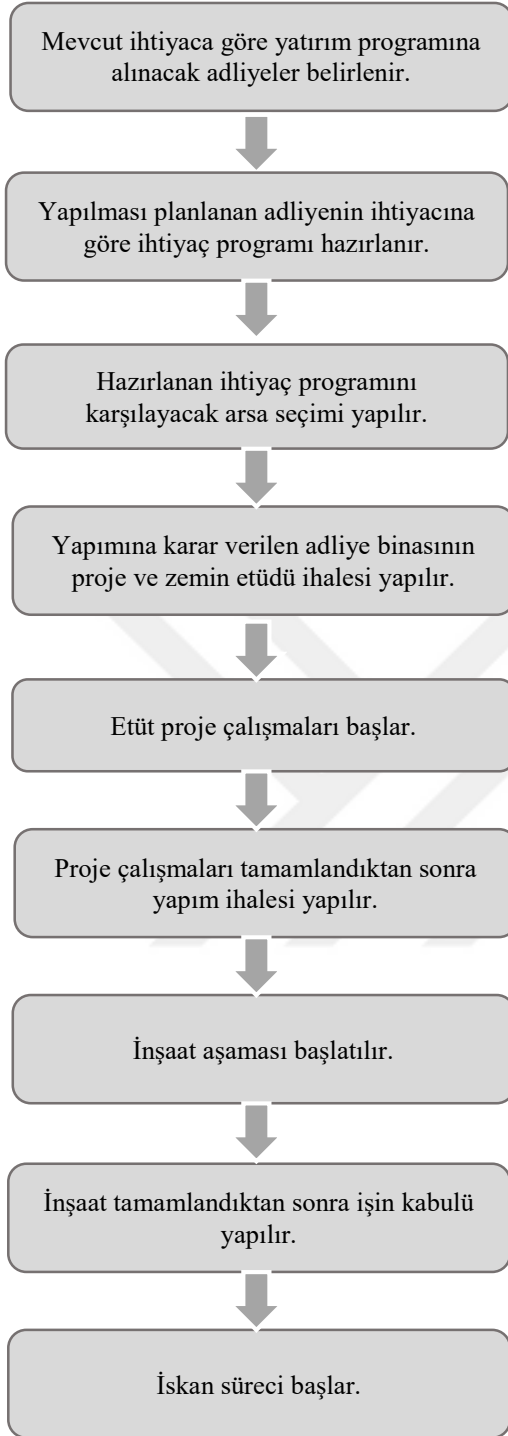 Mevcut ihtiyaca göre yatırım programına
alınacak adliyeler belirlenir.
Yapılması planlanan adliyenin ihtiyacına
göre ihtiyaç programı hazırlanır.
Hazırlanan ihtiyaç programını
karşılayacak arsa seçimi yapılır.
Yapımına karar verilen adliye binasının
proje ve zemin etüdü ihalesi yapılır.
Etüt proje çalışmaları başlar.
Proje çalışmaları tamamlandıktan sonra
yapım ihalesi yapılır.
İnşaat aşaması başlatılır.
İnşaat tamamlandıktan sonra işin kabulü
yapılır.
İskan süreci başlar.